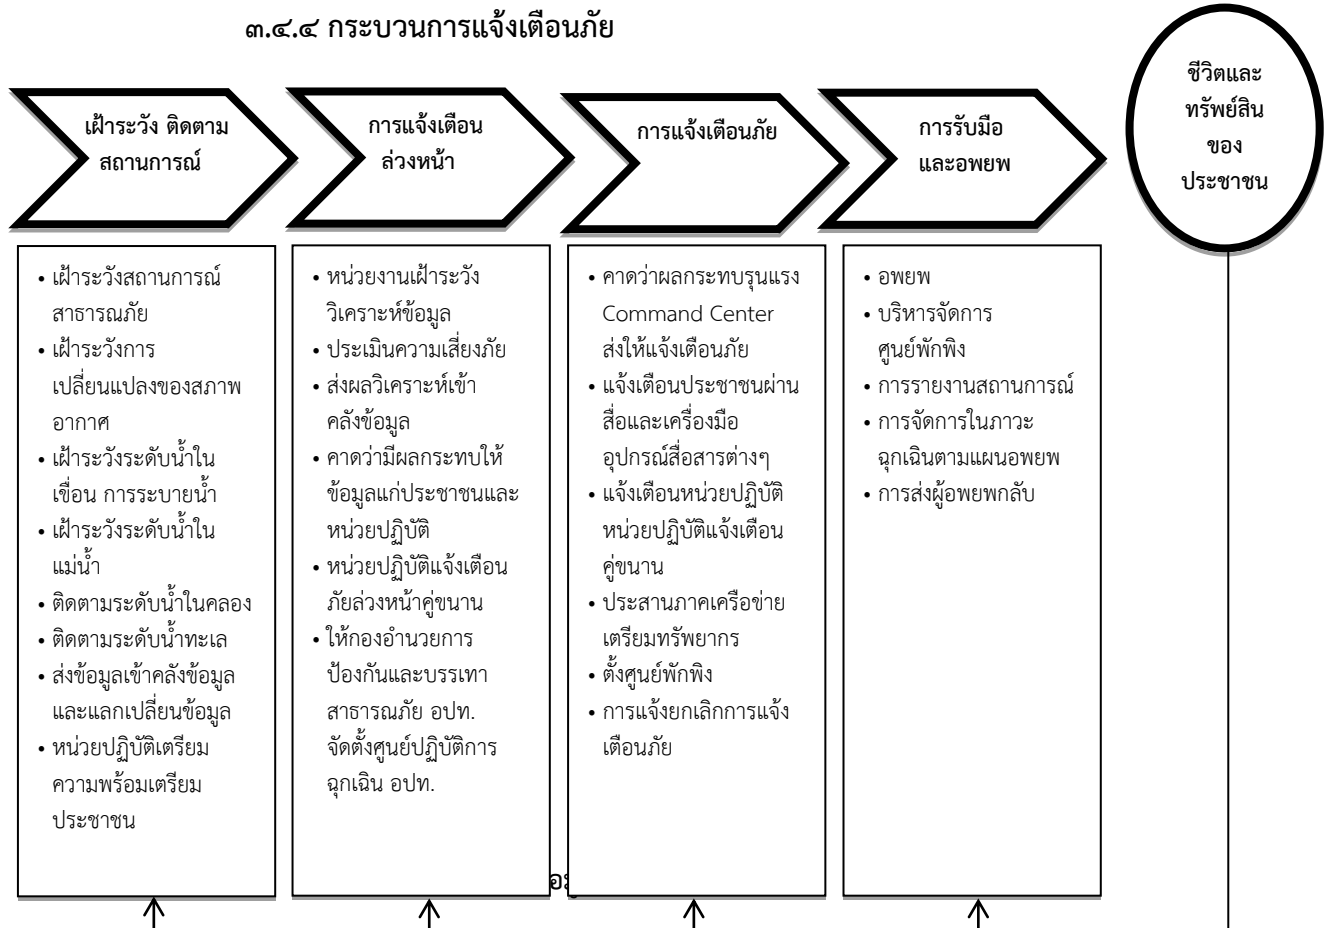 ๓.๔.๔ กระบวนการแจ้งเตือนภัย
เฝ้าระวัง ติดตาม
สถานการณ์
การแจ้งเตือน
ล่วงหน้า
การแจ้งเตือนภัย
การรับมือ
และอพยพ
ชีวิตและ
ทรัพย์สิน
ของ
ประชาชน
• เฝ้าระวังสถานการณ์
สาธารณภัย
• เฝ้าระวังการ
เปลี่ยนแปลงของสภาพ
อากาศ
• เฝ้าระวังระดับน้ำใน
เขื่อน การระบายน้ำ
• เฝ้าระวังระดับน้ำใน
แม่น้ำ
• ติดตามระดับน้ำในคลอง
• ติดตามระดับน้ำทะเล
• ส่งข้อมูลเข้าคลังข้อมูล
และแลกเปลี่ยนข้อมูล
• หน่วยปฏิบัติเตรียม
ความพร้อมเตรียม
ประชาชน
• หน่วยงานเฝ้าระวัง
วิเคราะห์ข้อมูล
• ประเมินความเสี่ยงภัย
• ส่งผลวิเคราะห์เข้า
คลังข้อมูล
• คาดว่ามีผลกระทบให้
ข้อมูลแก่ประชาชนและ
หน่วยปฏิบัติ
• หน่วยปฏิบัติแจ้งเตือน
ภัยล่วงหน้าคู่ขนาน
• ให้กองอำนวยการ
ป้องกันและบรรเทา
สาธารณภัย อปท.
จัดตั้งศูนย์ปฏิบัติการ
ฉุกเฉิน อปท.
• คาดว่าผลกระทบรุนแรง
Command Center
ส่งให้แจ้งเตือนภัย
• แจ้งเตือนประชาชนผ่าน
สื่อและเครื่องมือ
อุปกรณ์สื่อสารต่างๆ
• แจ้งเตือนหน่วยปฏิบัติ
หน่วยปฏิบัติแจ้งเตือน
คู่ขนาน
• ประสานภาคเครือข่าย
เตรียมทรัพยากร
• ตั้งศูนย์พักพิง
• การแจ้งยกเลิกการแจ้ง
เตือนภัย
• อพยพ
• บริหารจัดการ
ศูนย์พักพิง
• การรายงานสถานการณ์
• การจัดการในภาวะ
ฉุกเฉินตามแผนอพยพ
• การส่งผู้อพยพกลับ